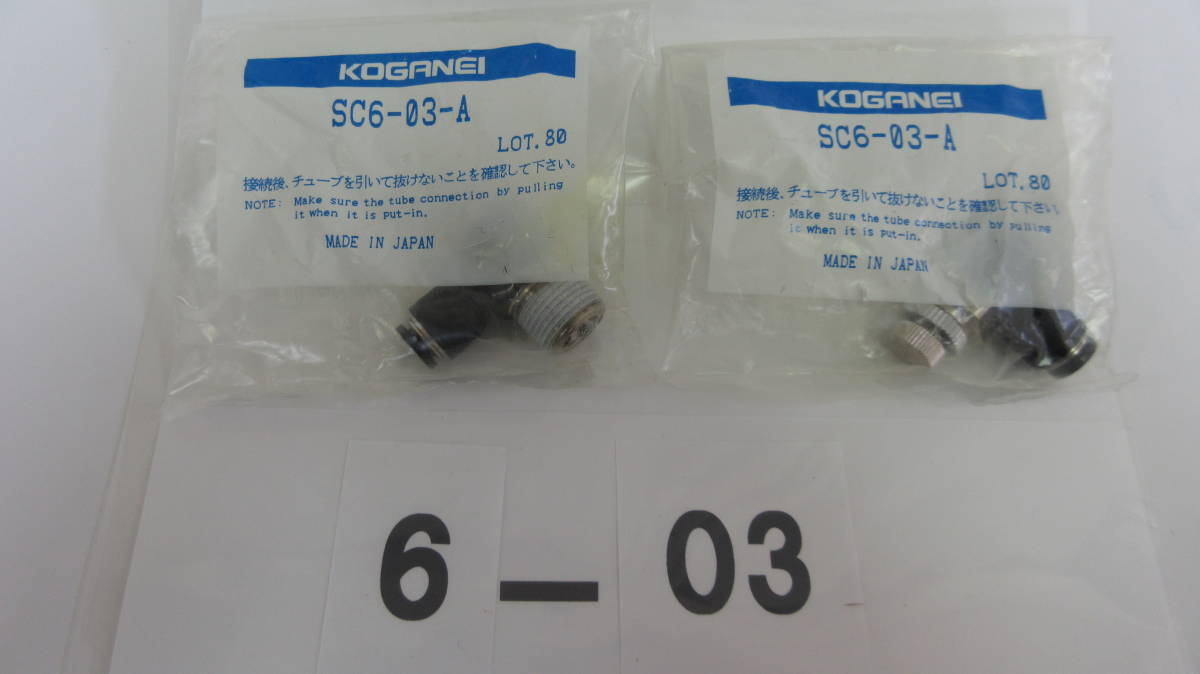 KOGANEI
SC6-03-A
LOT.80
接続後、チューブを引いて抜けないことを確認して下さい。
NOTE: Make sure the tube connection by pulling
it when it is put-in.
MADE IN JAPAN
KOGANEI
SC6-03-A
LOT.80
接続後、チューブを引いて抜けないことを確認して下さい。
NOTE: Make sure the tube connection by pulling
it when it is put-in.
MADE IN JAPAN
6 — 03